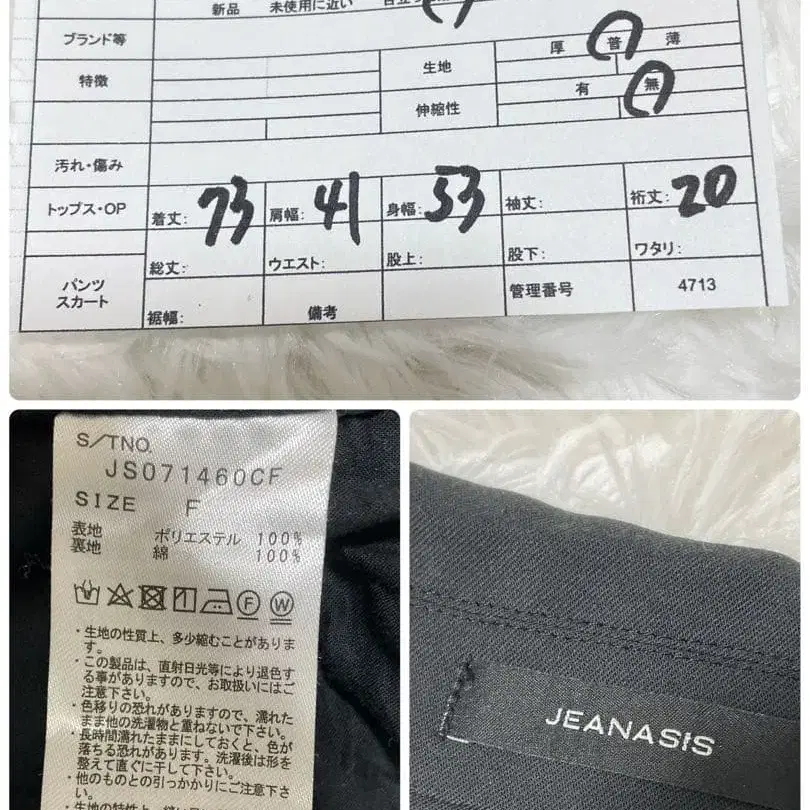 新品 未使用に近い
ブランド等
特徴 生地 厚 普 薄
伸縮性 有 無
汚れ・傷み
トップス・OP 着丈: 73 肩幅: 41 身幅: 53 袖丈: 裄丈: 20
パンツ スカート 総丈: ウエスト: 股上: 股下: ワタリ:
裾幅: 備考 管理番号 4713
S/TNO.
JS071460CF
SIZE F
表地 ポリエステル 100%
裏地 綿 100%
F W
・生地の性質上、多少縮むことがありま
す。
・この製品は、直射日光等により退色す
る事がありますので、お取扱いにはご
注意下さい。
・色移りの恐れがありますので、濡れた
まま他の洗濯物と重ねないで下さい。
・長時間濡れたままにしておくと、色が
落ちる恐れがあります。洗濯後は形を
整えて直ぐに干して下さい。
・他のものとの引っかかりにご注意下さ
い。
JEANASIS